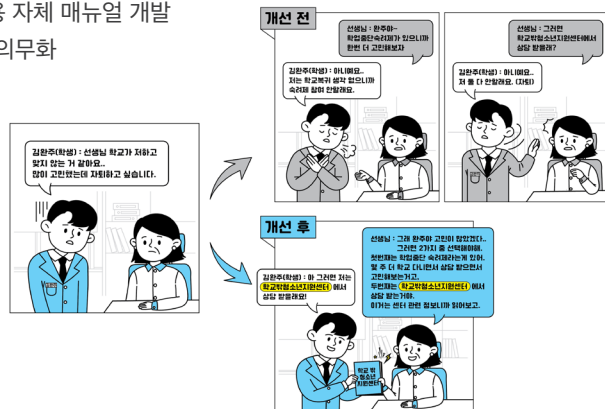 자체 매뉴얼 개발
의무화
김완주(학생) : 선생님 학교가 저하고
맞지 않는 거 같아요..
많이 고민했는데 자퇴하고 싶습니다.
개선 전
선생님 : 완주야~
학업중단숙려제가 있으니까
한번 더 고민해보자
김완주(학생) : 아니예요..
저는 학교복귀 생각 없으니까
숙려제 참여 안할래요.
선생님 : 그러면
학교밖청소년지원센터에서
상담 받을래?
김완주(학생) : 아니예요..
저 둘 다 안할래요. (자퇴)
개선 후
선생님 : 그래 완주야 고민이 많았겠다..
그러면 2가지 중 선택해야해.
첫번째는 학업중단 숙려제라는게 있어.
몇 주 더 학교 다니면서 상담 받으면서
고민해보는거고.
두번째는 학교밖청소년지원센터 에서
상담 받는거야.
이거는 센터 관련 정보니까 읽어보고.
김완주(학생) : 아 그러면 저는
학교밖청소년지원센터 에서
상담 받을래요!
학교 밖
청소년
지원센터